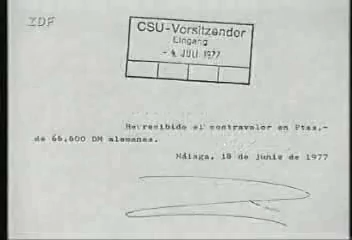 IDF
CSU-Vorsitzender
Eingang
- 4. JULI 1977
He recibido el contravalor en Ptas.-
de 66,600 DM alemanes.
Málaga, 18 de junio de 1977